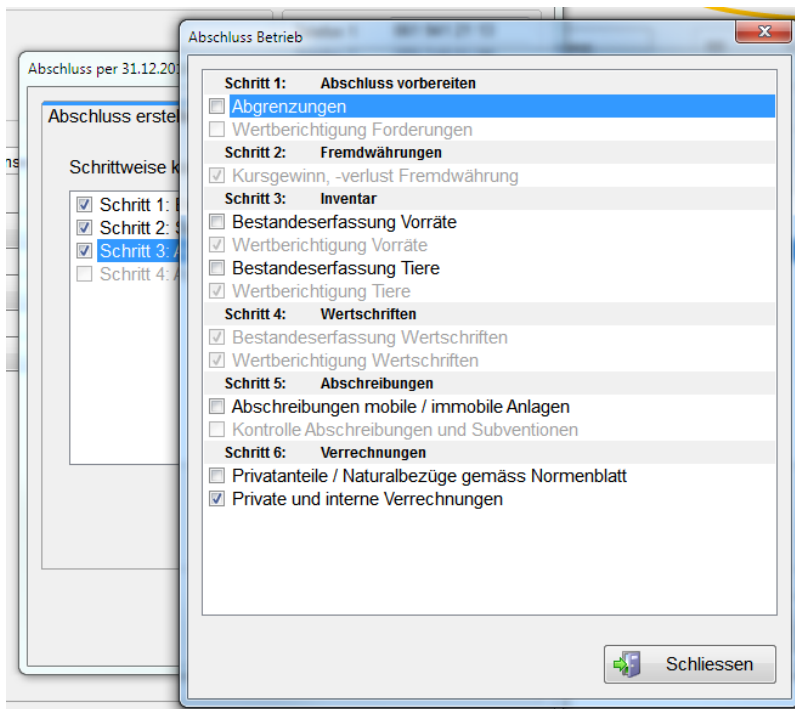 Abschluss Betrieb
Schritt 1: Abschluss vorbereiten
Abgrenzungen
Wertberichtigung Forderungen
Schritt 2: Fremdwährungen
Kursgewinn, -verlust Fremdwährung
Schritt 3: Inventar
Bestandeserfassung Vorräte
Wertberichtigung Vorräte
Bestandeserfassung Tiere
Wertberichtigung Tiere
Schritt 4: Wertschriften
Bestandeserfassung Wertschriften
Wertberichtigung Wertschriften
Schritt 5: Abschreibungen
Abschreibungen mobile / immobile Anlagen
Kontrolle Abschreibungen und Subventionen
Schritt 6: Verrechnungen
Privatanteile / Naturalbezüge gemäss Normenblatt
Private und interne Verrechnungen
Schliessen
Abschluss per 31.12.20
Abschluss erstel
Schrittweise k
Schritt 1:
Schritt 2:
Schritt 3: A
Schritt 4: A
ns